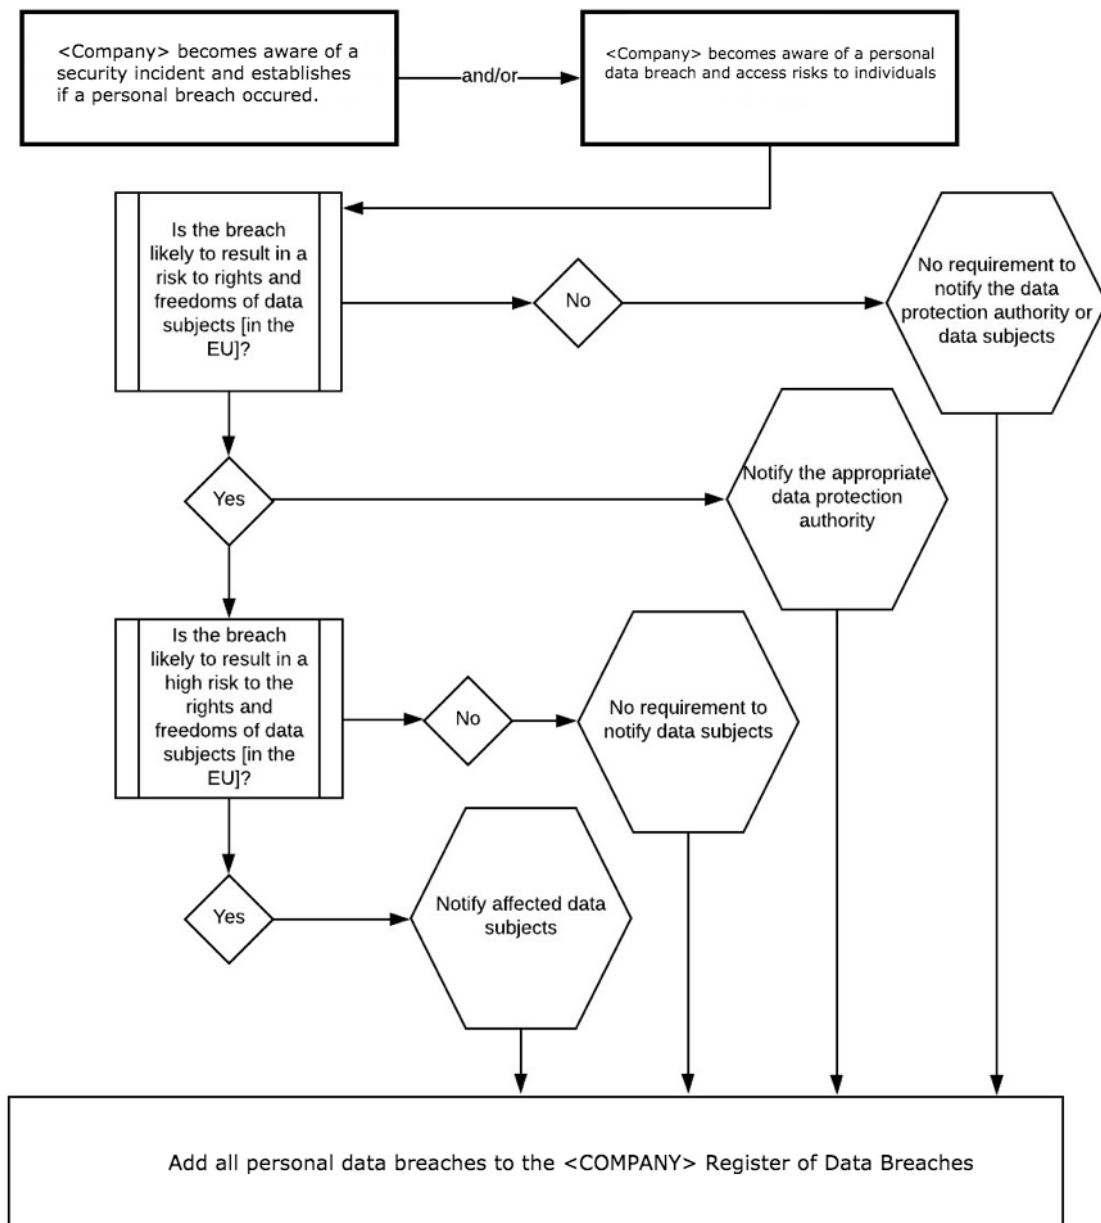 <Company> becomes aware of a
security incident and establishes
if a personal breach occured.
and/or
<Company> becomes aware of a personal
data breach and access risks to individuals
Is the breach
likely to result in a
risk to rights and
freedoms of data
subjects [in the
EU]?
No
No requirement to
notify the data
protection authority or
data subjects
Yes
Notify the appropriate
data protection
authority
Is the breach
likely to result in a
high risk to the
rights and
freedoms of data
subjects [in the
EU]?
No
No requirement to
notify data subjects
Yes
Notify affected data
subjects
Add all personal data breaches to the <COMPANY> Register of Data Breaches